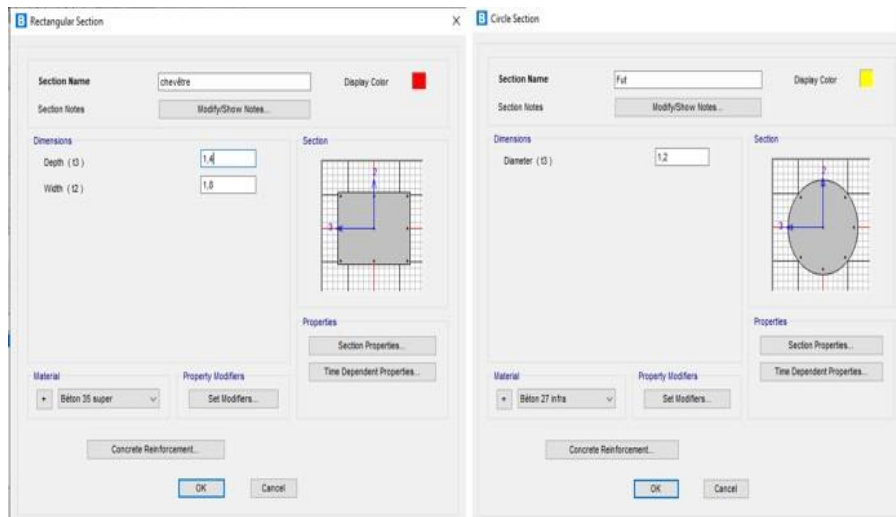 B Rectangular Section X
Section Name chevêtre Display Color
Section Notes Modify/Show Notes...
Dimensions Section
Depth ( t3 ) 1,4
Width ( t2 ) 1,8
2
3
Properties
Section Properties...
Time Dependent Properties...
Material Property Modifiers
+ Béton 35 super Set Modifiers...
Concrete Reinforcement...
OK Cancel
B Circle Section
Section Name Fut Display Color
Section Notes Modify/Show Notes...
Dimensions Section
Diameter ( t3 ) 1,2
2
3
Properties
Section Properties...
Time Dependent Properties...
Material Property Modifiers
+ Béton 27 infra Set Modifiers...
Concrete Reinforcement...
OK Cancel